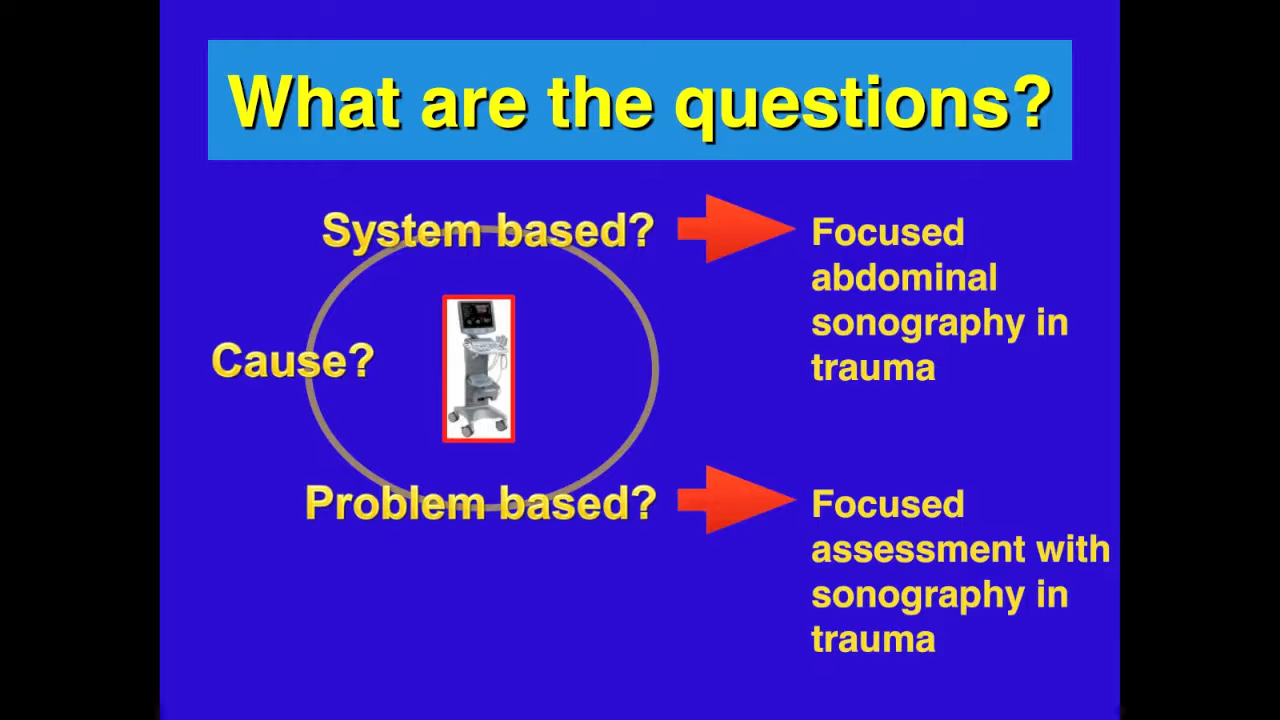 What are the questions?
System based?
Focused
abdominal
sonography in
trauma
Cause?
Problem based?
Focused
assessment with
sonography in
trauma